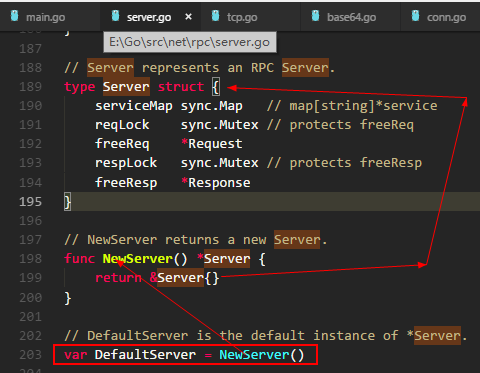 main.go server.go × tcp.go base64.go conn.go
E:\Go\src\net\rpc\server.go
187
188 // Server represents an RPC Server.
189 type Server struct {
190 serviceMap sync.Map // map[string]*service
191 reqLock sync.Mutex // protects freeReq
192 freeReq *Request
193 respLock sync.Mutex // protects freeResp
194 freeResp *Response
195 }
196
197 // NewServer returns a new Server.
198 func NewServer() *Server {
199 return &Server{}
200 }
201
202 // DefaultServer is the default instance of *Server.
203 var DefaultServer = NewServer()